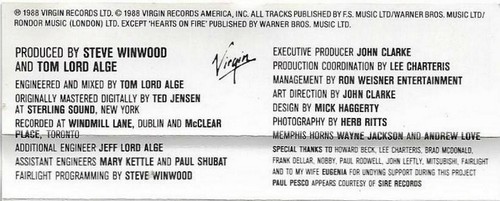 ℗ 1988 VIRGIN RECORDS LTD. © 1988 VIRGIN RECORDS AMERICA, INC. ALL TRACKS PUBLISHED BY F.S. MUSIC LTD/WARNER BROS. MUSIC LTD/
RONDOR MUSIC (LONDON) LTD. EXCEPT 'HEARTS ON FIRE' PUBLISHED BY WARNER BROS. MUSIC LTD.
PRODUCED BY STEVE WINWOOD
AND TOM LORD ALGE
ENGINEERED AND MIXED BY TOM LORD ALGE
ORIGINALLY MASTERED DIGITALLY BY TED JENSEN
AT STERLING SOUND, NEW YORK
RECORDED AT WINDMILL LANE, DUBLIN AND McCLEAR
PLACE, TORONTO
ADDITIONAL ENGINEER JEFF LORD ALGE
ASSISTANT ENGINEERS MARY KETTLE AND PAUL SHUBAT
FAIRLIGHT PROGRAMMING BY STEVE WINWOOD
Virgin
EXECUTIVE PRODUCER JOHN CLARKE
PRODUCTION COORDINATION BY LEE CHARTERIS
MANAGEMENT BY RON WEISNER ENTERTAINMENT
ART DIRECTION BY JOHN CLARKE
DESIGN BY MICK HAGGERTY
PHOTOGRAPHY BY HERB RITTS
MEMPHIS HORNS WAYNE JACKSON AND ANDREW LOVE
SPECIAL THANKS TO HOWARD BECK, LEE CHARTERIS, BRAD MCDONALD,
FRANK DELLAR, NOBBY, PAUL RODWELL, JOHN LEFTLY, MITSUBISHI, FAIRLIGHT
AND TO MY WIFE EUGENIA FOR UNDYING SUPPORT DURING THIS PROJECT
PAUL PESCO APPEARS COURTESY OF SIRE RECORDS